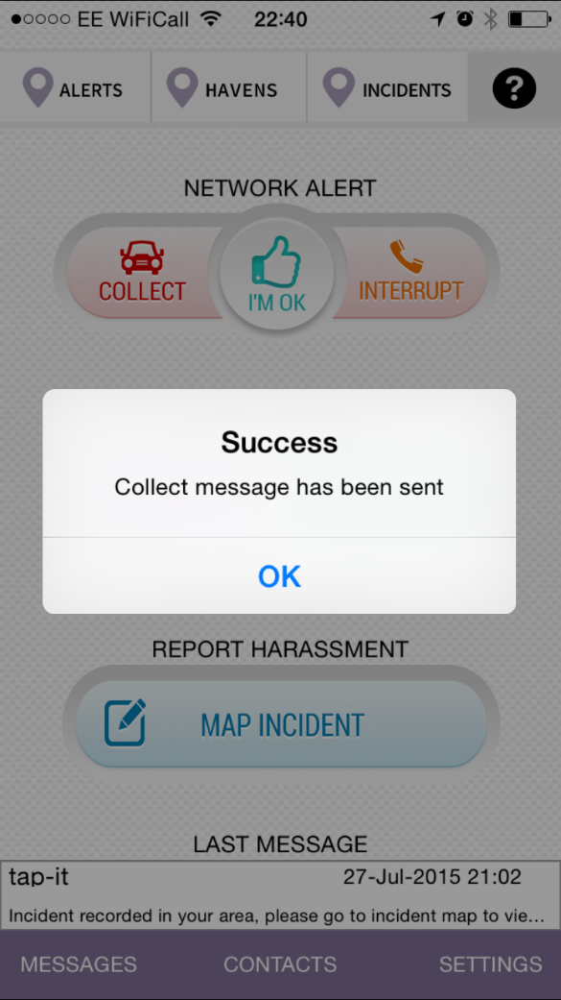 EE WiFiCall 22:40
ALERTS HAVENS INCIDENTS ?
NETWORK ALERT
COLLECT I'M OK INTERRUPT
Success
Collect message has been sent
OK
REPORT HARASSMENT
MAP INCIDENT
LAST MESSAGE
tap-it 27-Jul-2015 21:02
Incident recorded in your area, please go to incident map to vie...
MESSAGES CONTACTS SETTINGS